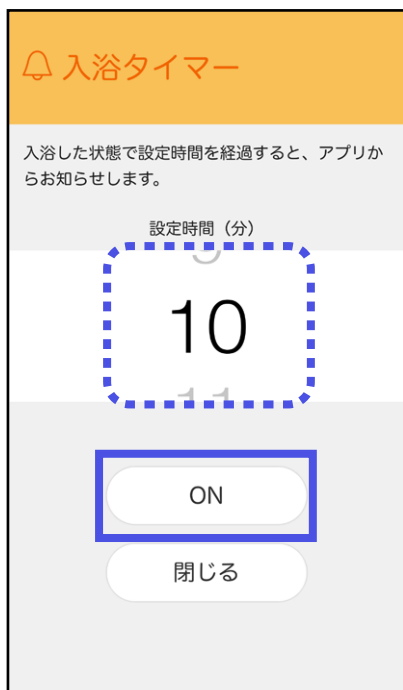 入浴タイマー
入浴した状態で設定時間を経過すると、アプリか
らお知らせします。
設定時間（分）
9
10
11
ON
閉じる